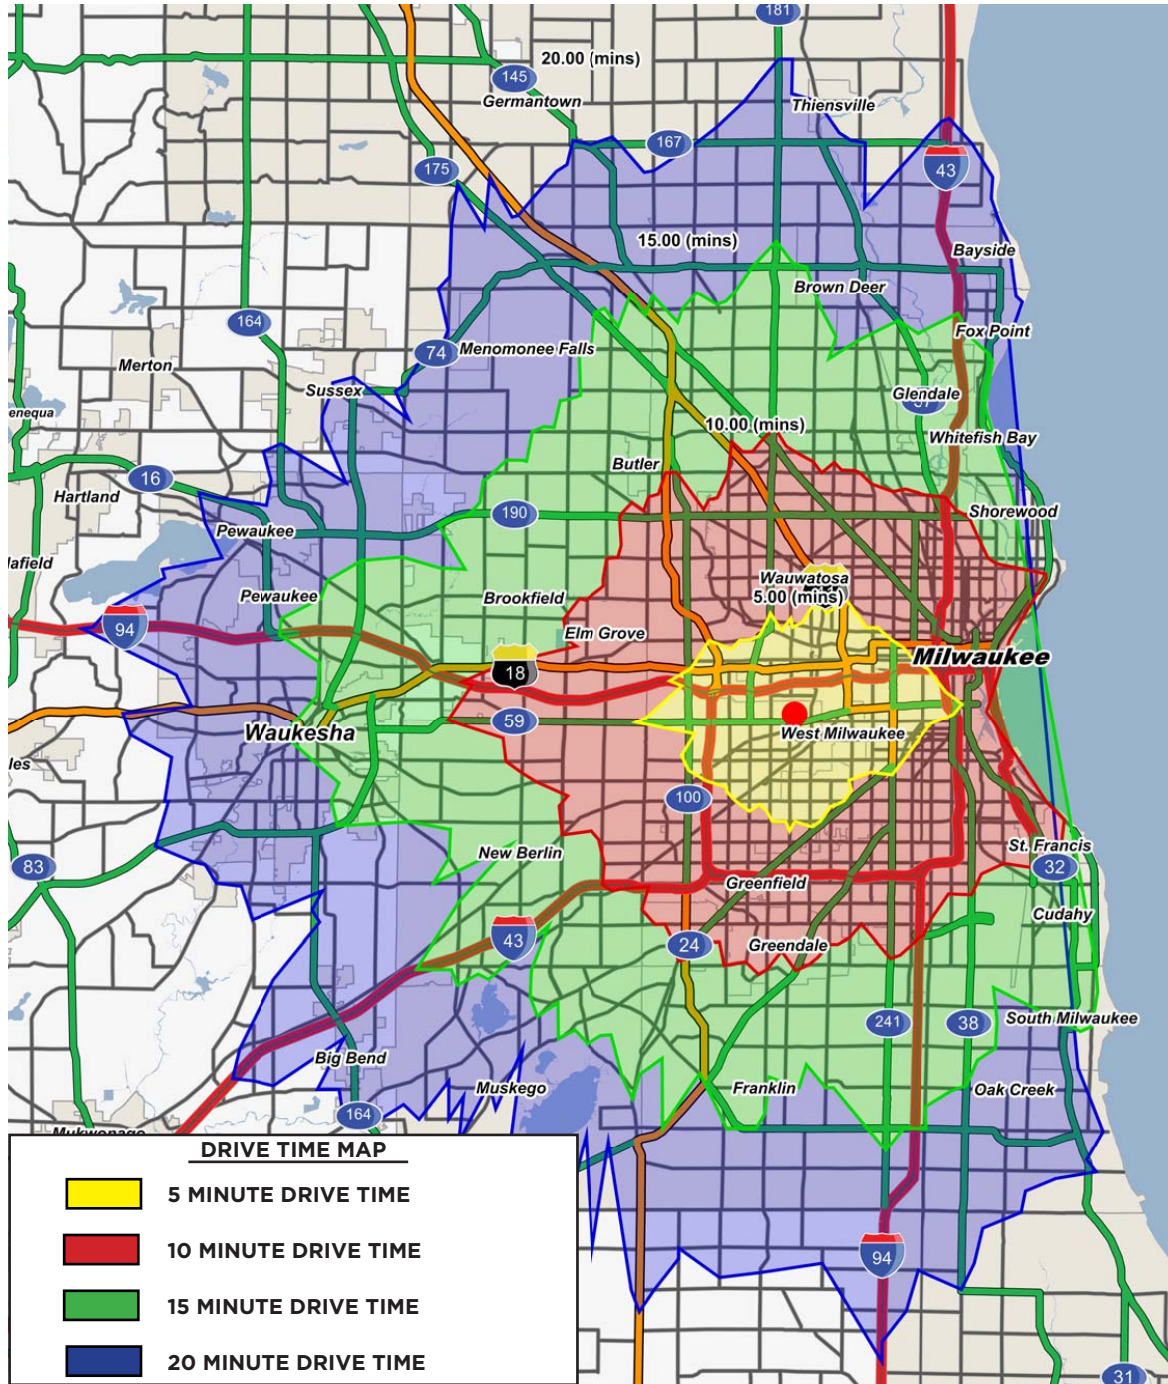 181
20.00 (mins)
145
Germantown
Thiensville
167
175
43
15.00 (mins)
Bayside
Brown Deer
164
Fox Point
74
Menomonee Falls
Merton
Sussex
Glendale
enequa
10.00 (mins)
Whitefish Bay
Butler
16
Hartland
190
Shorewood
Pewaukee
lafield
Wauwatosa
5.00 (mins)
Pewaukee
Brookfield
94
Elm Grove
Milwaukee
18
59
Waukesha
West Milwaukee
les
100
New Berlin
St. Francis
83
32
Greenfield
Cudahy
43
24
Greendale
241
38
South Milwaukee
Big Bend
Muskego
Franklin
Oak Creek
164
Mukwonago
DRIVE TIME MAP
5 MINUTE DRIVE TIME
10 MINUTE DRIVE TIME
94
15 MINUTE DRIVE TIME
20 MINUTE DRIVE TIME
31